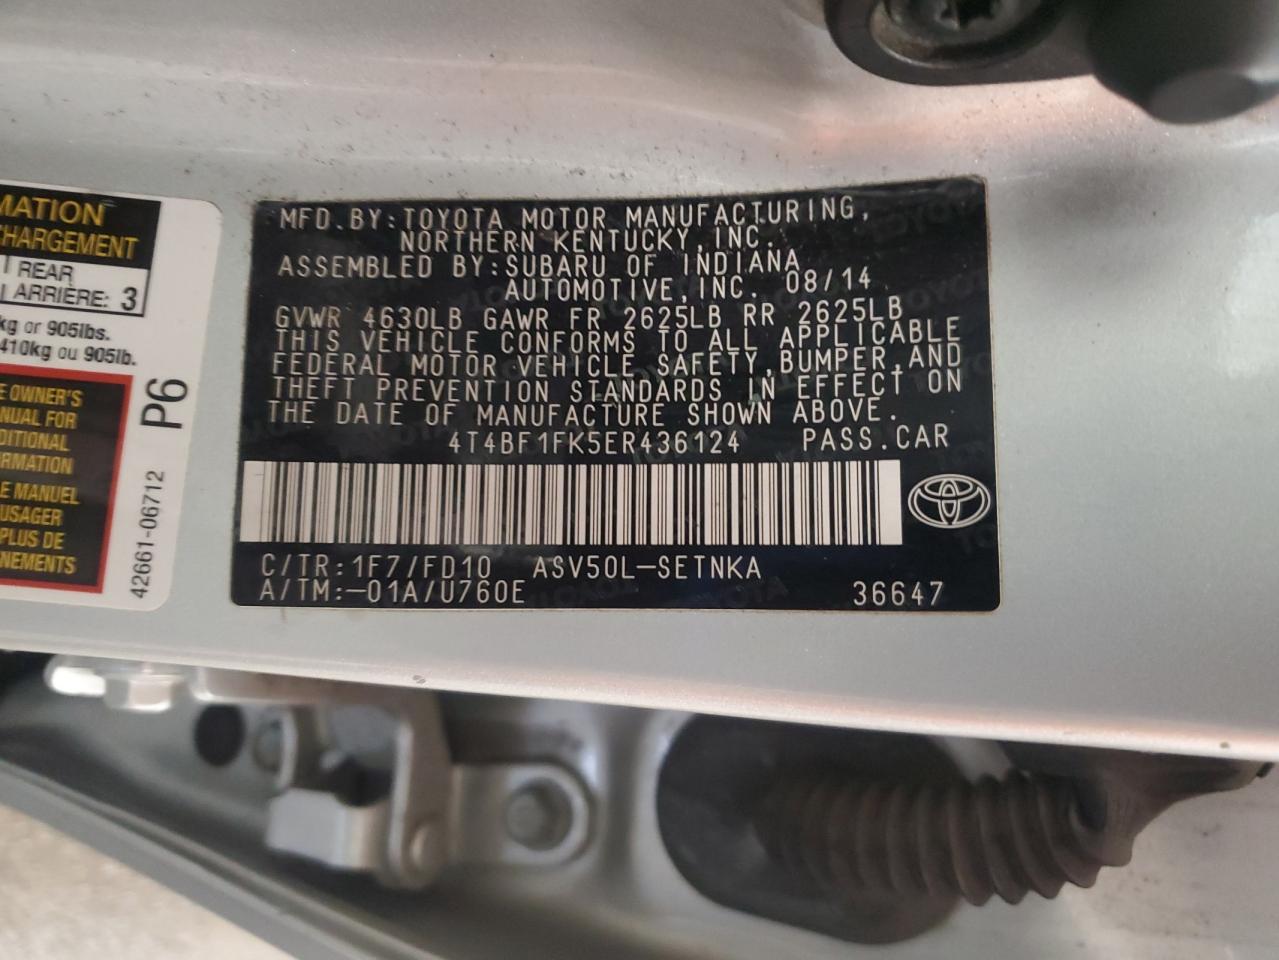 MATION
CHARGEMENT
REAR
ARRIÈRE: 3
kg or 905lbs.
410kg ou 905lb.
E OWNER'S
NUAL FOR
DITIONAL
RMATION
E MANUEL
USAGER
PLUS DE
NEMENTS
P6
42661-06712
MFD.BY:TOYOTA MOTOR MANUFACTURING,
NORTHERN KENTUCKY,INC.
ASSEMBLED BY:SUBARU OF INDIANA
AUTOMOTIVE,INC. 08/14
GVWR 4630LB GAWR FR 2625LB RR 2625LB
THIS VEHICLE CONFORMS TO ALL APPLICABLE
FEDERAL MOTOR VEHICLE SAFETY,BUMPER,AND
THEFT PREVENTION STANDARDS IN EFFECT ON
THE DATE OF MANUFACTURE SHOWN ABOVE.
4T4BF1FK5ER436124 PASS.CAR
C/TR:1F7/FD10 ASV50L-SETNKA
A/TM:-01A/U760E 36647